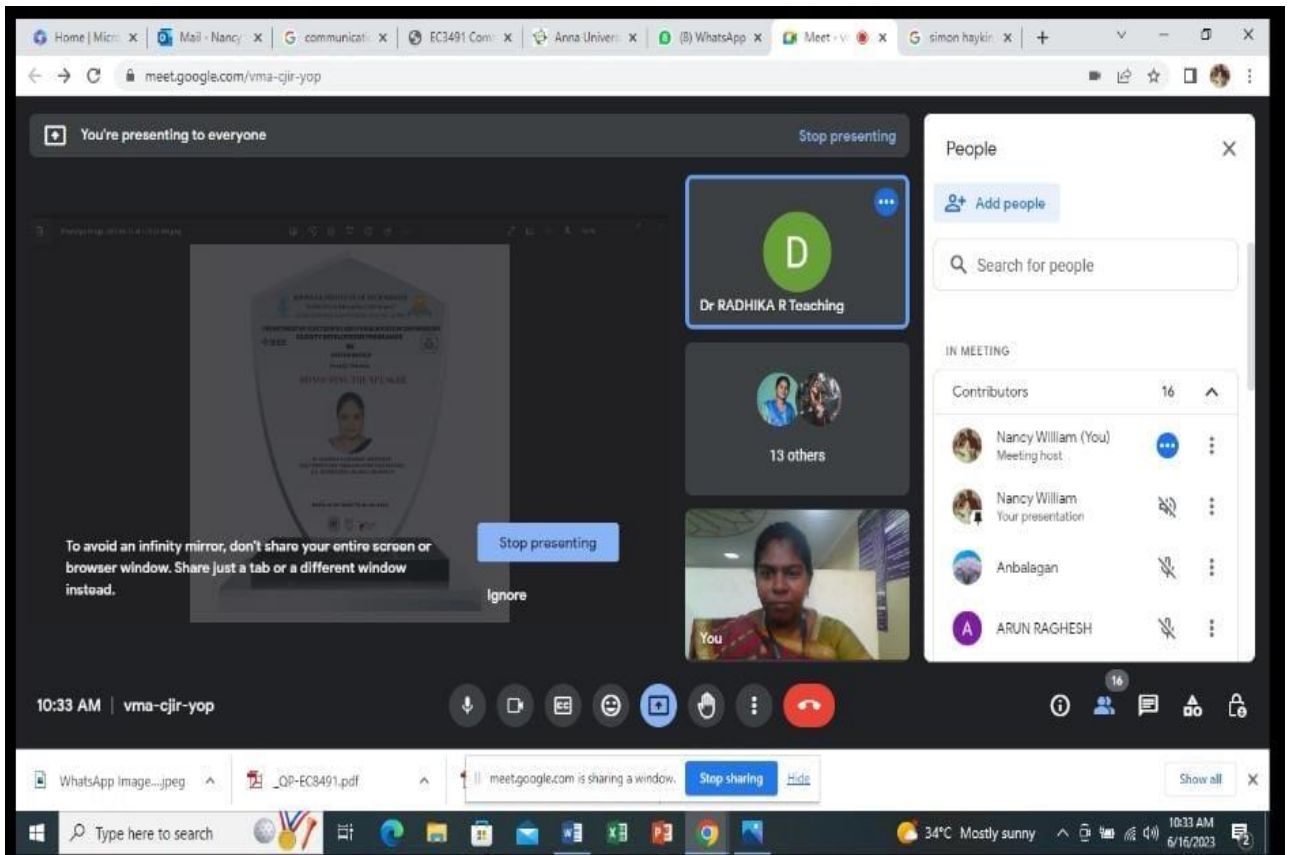 Home | Micr
Mail - Nancy
communicati
EC3491 Com
Anna Univer
(8) WhatsApp
Meet - v
simon haykin
meet.google.com/vma-cjir-yop
You're presenting to everyone
Stop presenting
People
Add people
Search for people
IN MEETING
Contributors 16
Nancy William (You)
Meeting host
Nancy William
Your presentation
Anbalagan
A ARUN RAGHESH
D
Dr RADHIKA R Teaching
13 others
HONOURING THE SPEAKER
To avoid an infinity mirror, don't share your entire screen or
browser window. Share just a tab or a different window
instead.
Stop presenting
Ignore
You
10:33 AM | vma-cjir-yop
16
WhatsApp Image....jpeg
_QP-EC8491.pdf
meet.google.com is sharing a window.
Stop sharing
Hide
Show all
Type here to search
34°C Mostly sunny
10:33 AM
6/16/2023
2